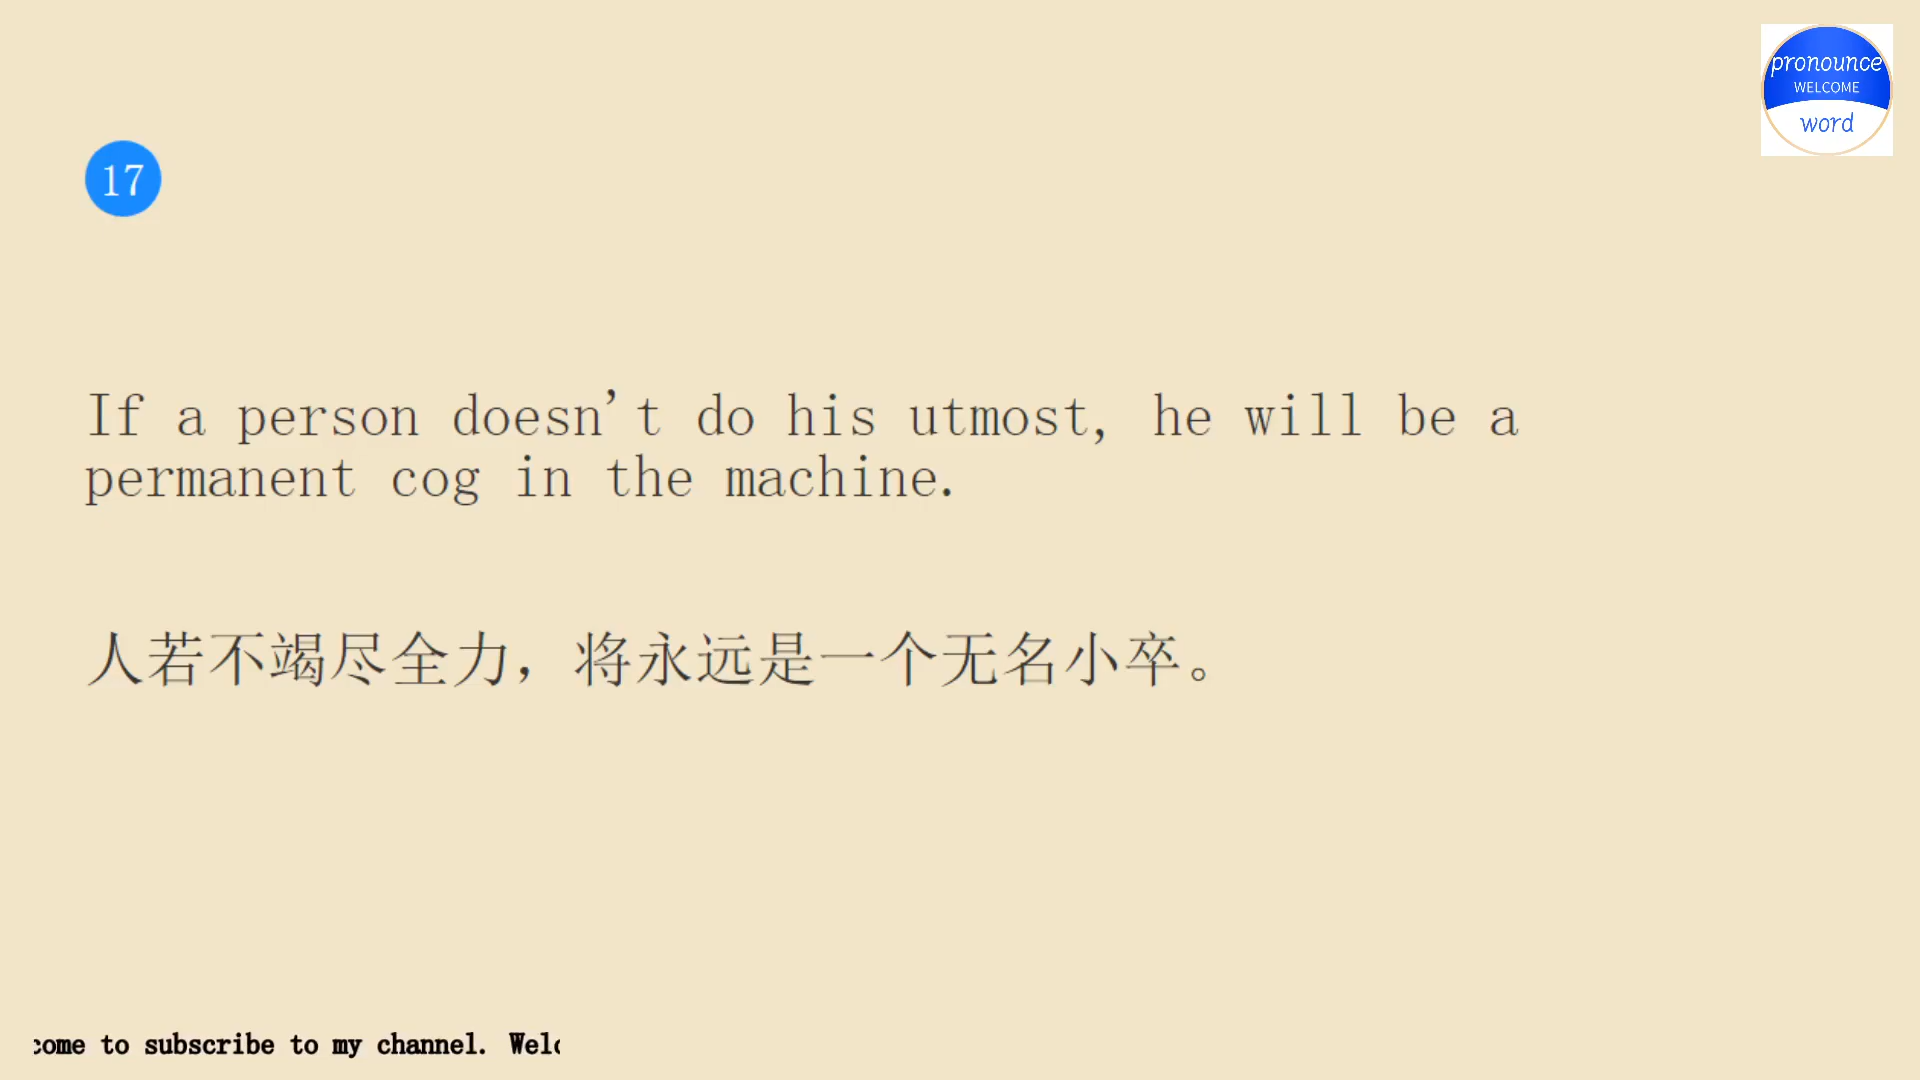 pronounce
WELCOME
word
17
If a person doesn't do his utmost, he will be a
permanent cog in the machine.
人若不竭尽全力，将永远是一个无名小卒。
come to subscribe to my channel. Welc